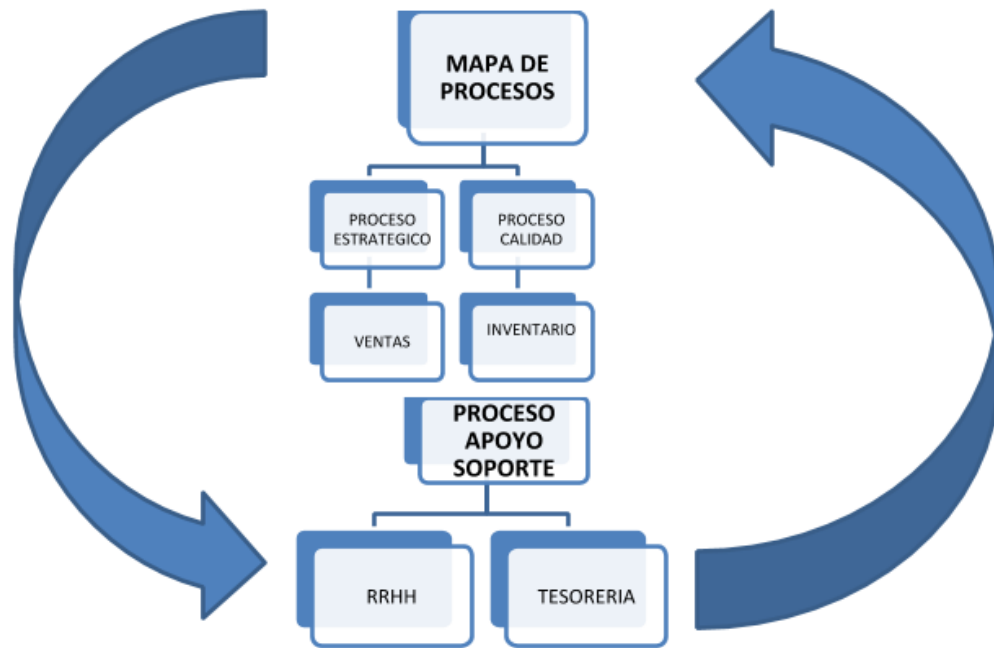 MAPA DE
PROCESOS
PROCESO
ESTRATEGICO
PROCESO
CALIDAD
VENTAS
INVENTARIO
PROCESO
APOYO
SOPORTE
RRHH
TESORERIA